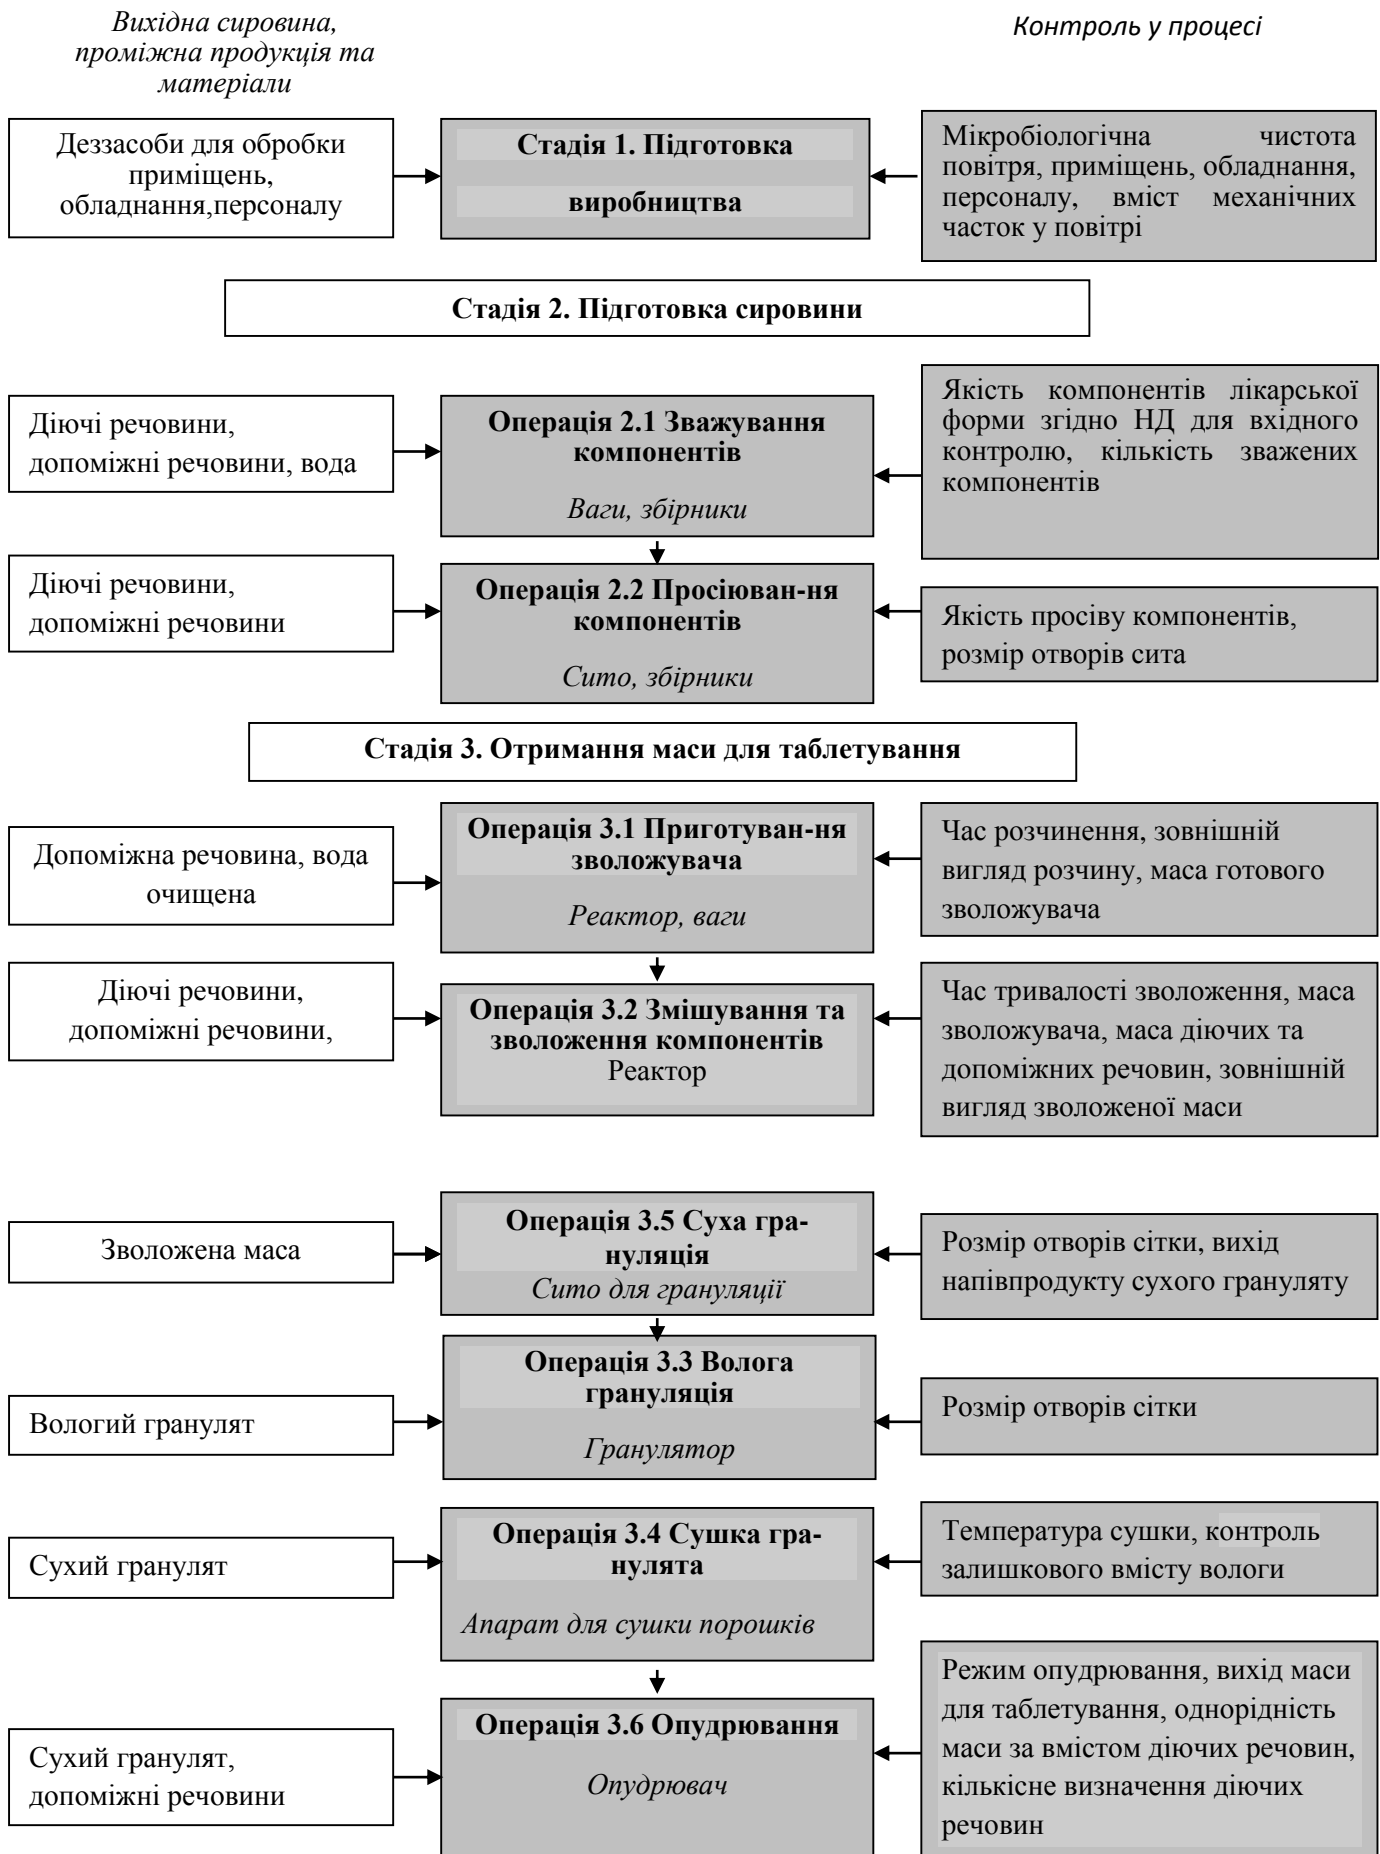 Вихідна сировина,
проміжна продукція та
матеріали
Контроль у процесі
Деззасоби для обробки
приміщень,
обладнання,персоналу
Стадія 1. Підготовка
виробництва
Мікробіологічна чистота
повітря, приміщень, обладнання,
персоналу, вміст механічних
часток у повітрі
Стадія 2. Підготовка сировини
Діючі речовини,
допоміжні речовини, вода
Операція 2.1 Зважування
компонентів
Ваги, збірники
Якість компонентів лікарської
форми згідно НД для вхідного
контролю, кількість зважених
компонентів
Діючі речовини,
допоміжні речовини
Операція 2.2 Просіюван-ня
компонентів
Сито, збірники
Якість просіву компонентів,
розмір отворів сита
Стадія 3. Отримання маси для таблетування
Допоміжна речовина, вода
очищена
Операція 3.1 Приготуван-ня
зволожувача
Реактор, ваги
Час розчинення, зовнішній
вигляд розчину, маса готового
зволожувача
Діючі речовини,
допоміжні речовини,
Операція 3.2 Змішування та
зволоження компонентів
Реактор
Час тривалості зволоження, маса
зволожувача, маса діючих та
допоміжних речовин, зовнішній
вигляд зволоженої маси
Зволожена маса
Операція 3.5 Суха гра-
нуляція
Сито для грануляції
Розмір отворів сітки, вихід
напівпродукту сухого грануляту
Вологий гранулят
Операція 3.3 Волога
грануляція
Гранулятор
Розмір отворів сітки
Сухий гранулят
Операція 3.4 Сушка гра-
нулята
Апарат для сушки порошків
Температура сушки, контроль
залишкового вмісту вологи
Сухий гранулят,
допоміжні речовини
Операція 3.6 Опудрювання
Опудрювач
Режим опудрювання, вихід маси
для таблетування, однорідність
маси за вмістом діючих речовин,
кількісне визначення діючих
речовин